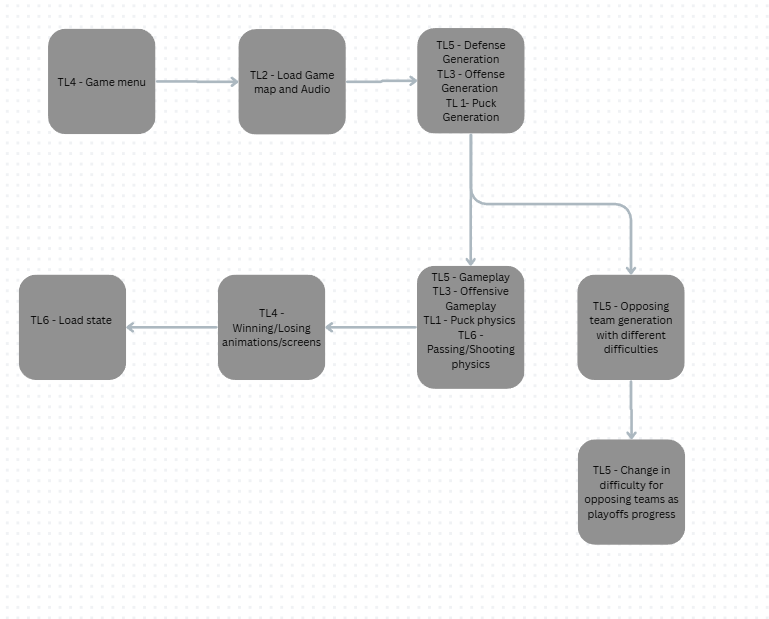 TL4 - Game menu
TL2 - Load Game
map and Audio
TL5 - Defense
Generation
TL3 - Offense
Generation
TL 1- Puck
Generation
TL6 - Load state
TL4 -
Winning/Losing
animations/screens
TL5 - Gameplay
TL3 - Offensive
Gameplay
TL1 - Puck physics
TL6 -
Passing/Shooting
physics
TL5 - Opposing
team generation
with different
difficulties
TL5 - Change in
difficulty for
opposing teams as
playoffs progress